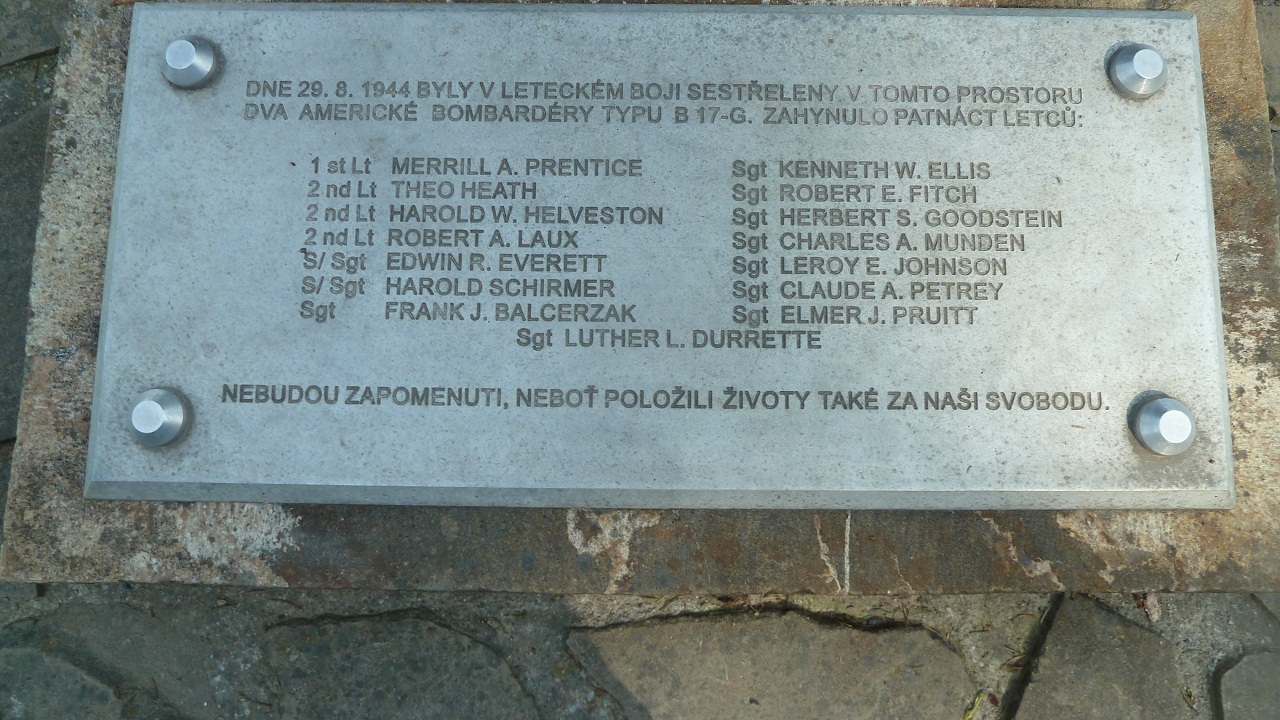 DNE 29. 8. 1944 BYLY V LETECKÉM BOJI SESTŘELENY V TOMTO PROSTORU
DVA AMERICKÉ BOMBARDÉRY TYPU B 17-G. ZAHYNULO PATNÁCT LETCŮ:
1 st Lt MERRILL A. PRENTICE
2 nd Lt THEO HEATH
2 nd Lt HAROLD W. HELVESTON
2 nd Lt ROBERT A. LAUX
S/ Sgt EDWIN R. EVERETT
S/ Sgt HAROLD SCHIRMER
Sgt FRANK J. BALCERZAK
Sgt KENNETH W. ELLIS
Sgt ROBERT E. FITCH
Sgt HERBERT S. GOODSTEIN
Sgt CHARLES A. MUNDEN
Sgt LEROY E. JOHNSON
Sgt CLAUDE A. PETREY
Sgt ELMER J. PRUITT
Sgt LUTHER L. DURRETTE
NEBUDOU ZAPOMENUTI, NEBOŤ POLOŽILI ŽIVOTY TAKÉ ZA NAŠI SVOBODU.